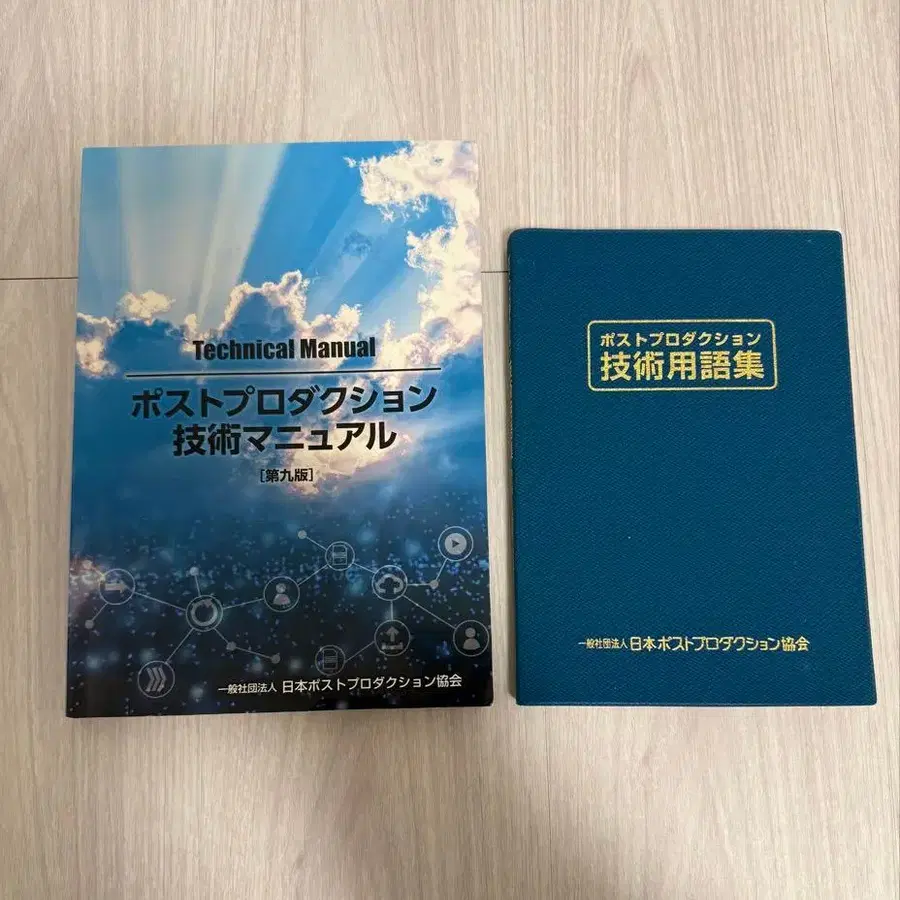 Technical Manual
ポストプロダクション
技術マニュアル
[第九版]
一般社団法人 日本ポストプロダクション協会
ポストプロダクション
技術用語集
一般社団法人 日本ポストプロダクション協会